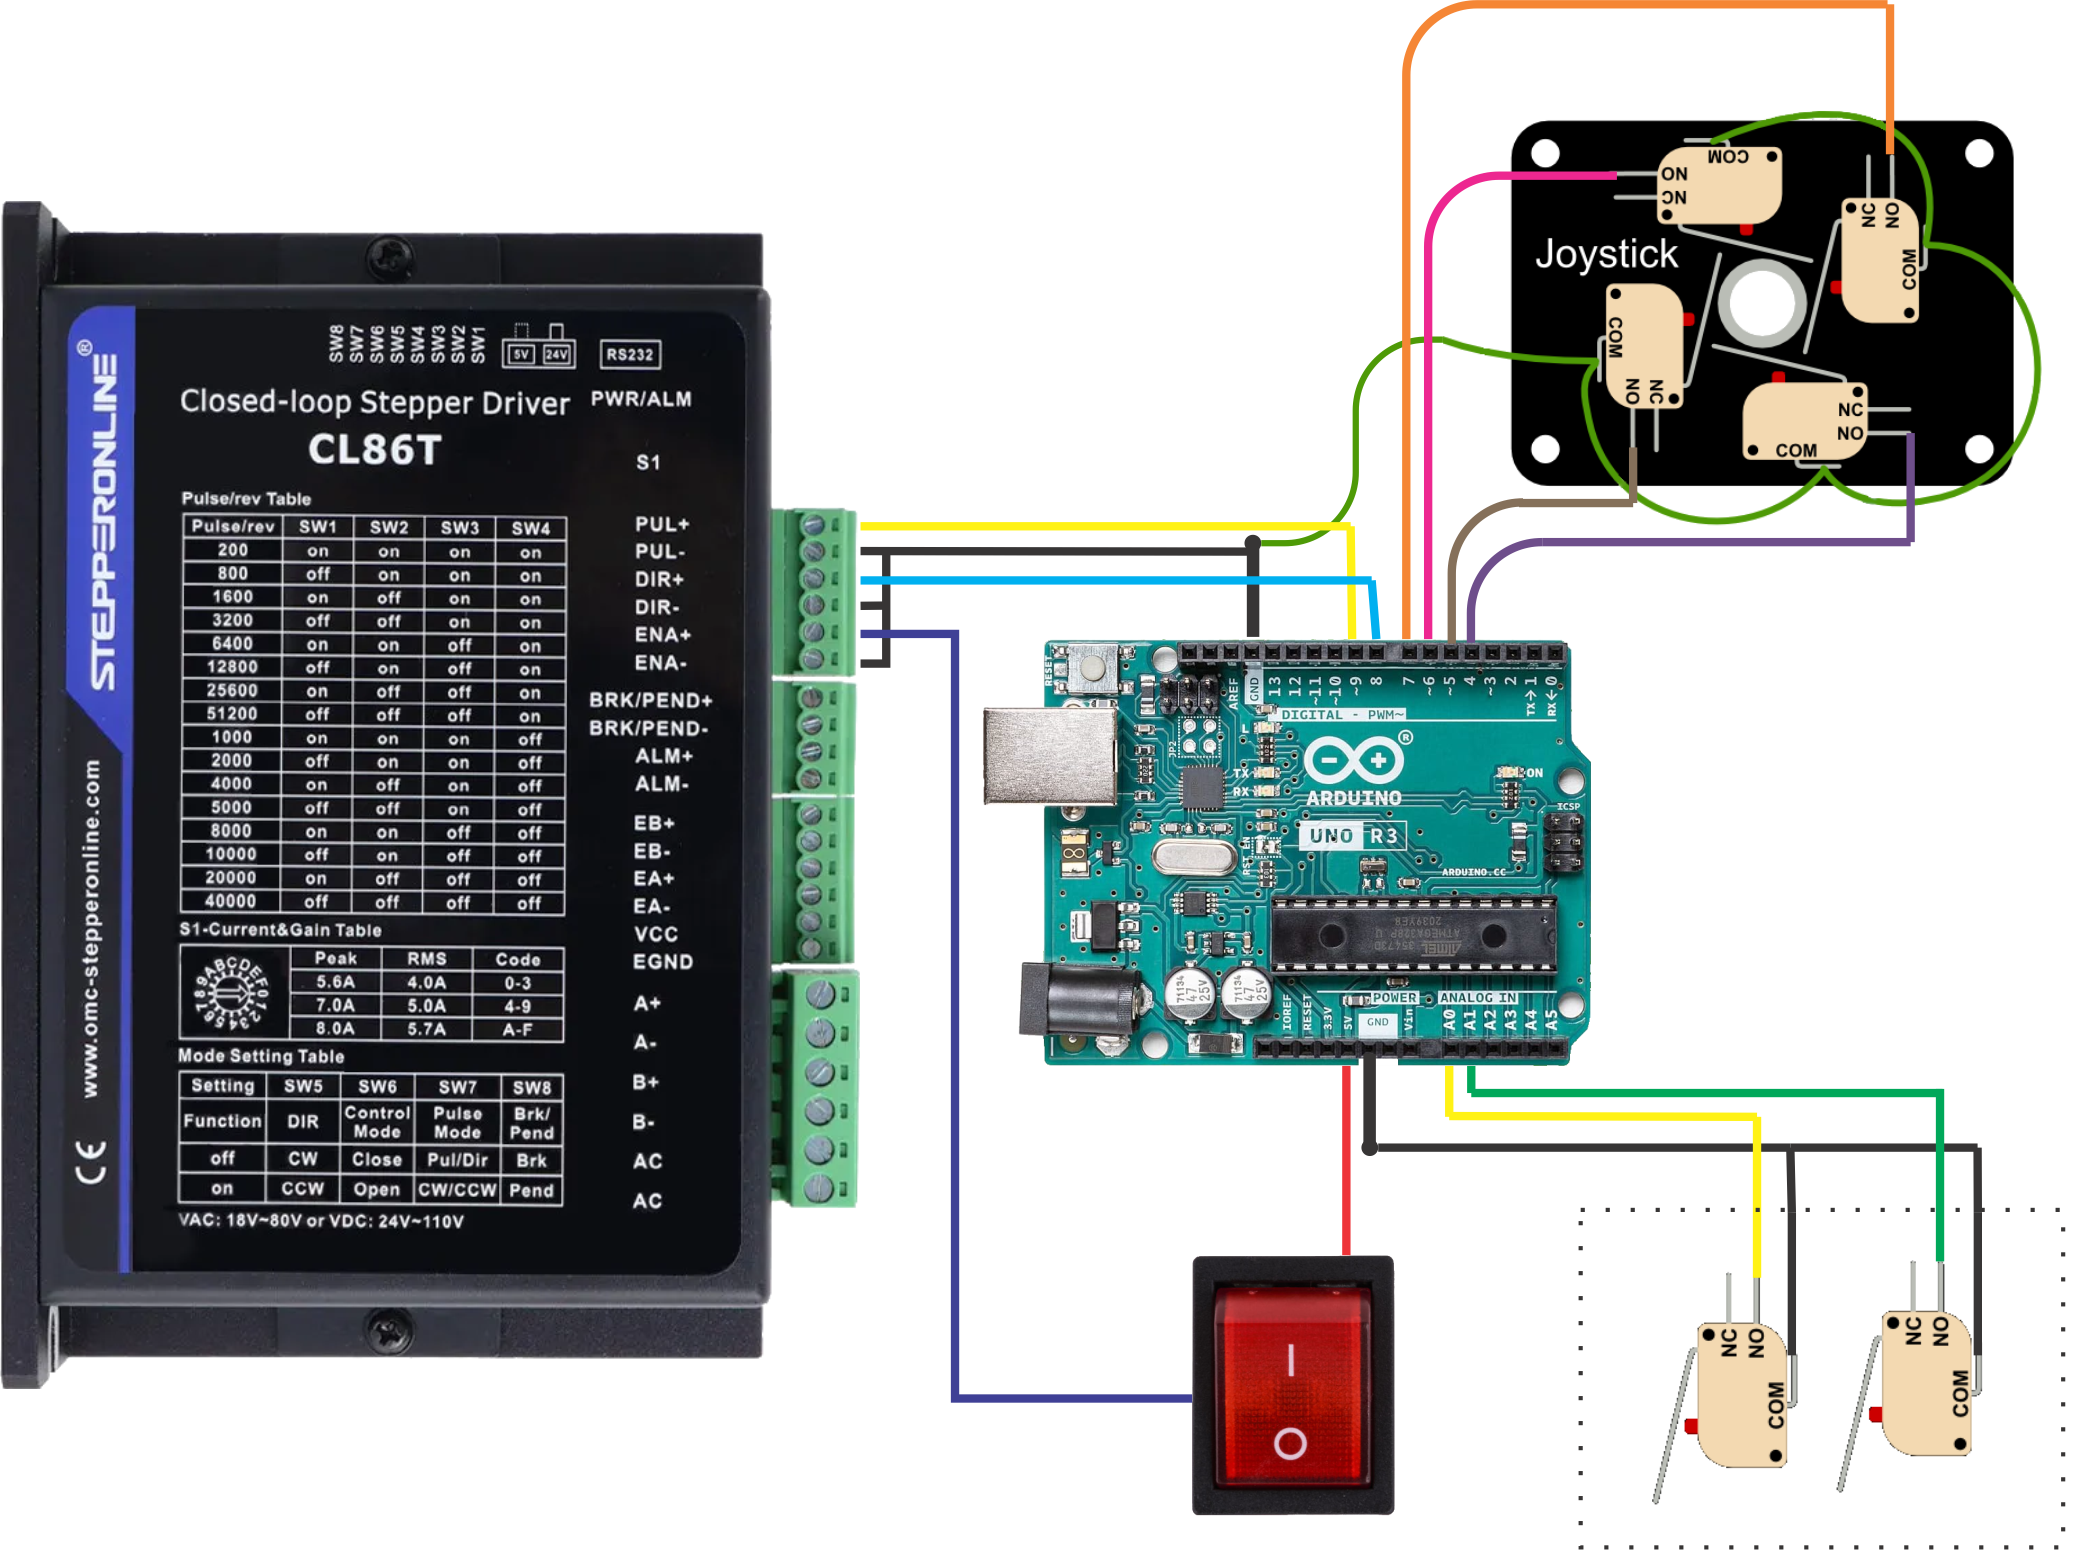 STEPPERONLINE®
www.omc-stepperonline.com
CE
SW8 SW7 SW6 SW5 SW4 SW3 SW2 SW1
5V 24V
RS232
Closed-loop Stepper Driver
CL86T
PWR/ALM
S1
Pulse/rev Table
Pulse/rev SW1 SW2 SW3 SW4
200 on on on on
800 off on on on
1600 on off on on
3200 off off on on
6400 on on off on
12800 off on off on
25600 on off off on
51200 off off off on
1000 on on on off
2000 off on on off
4000 on off on off
5000 off off on off
8000 on on off off
10000 off on off off
20000 on off off off
40000 off off off off
S1-Current&Gain Table
Peak RMS Code
5.6A 4.0A 0-3
7.0A 5.0A 4-9
8.0A 5.7A A-F
Mode Setting Table
Setting SW5 SW6 SW7 SW8
Function DIR Control Mode Pulse Mode Brk/ Pend
off CW Close Pul/Dir Brk
on CCW Open CW/CCW Pend
VAC: 18V~80V or VDC: 24V~110V
PUL+
PUL-
DIR+
DIR-
ENA+
ENA-
BRK/PEND+
BRK/PEND-
ALM+
ALM-
EB+
EB-
EA+
EA-
VCC
EGND
A+
A-
B+
B-
AC
AC
Joystick
COM
NO
NC
NC
NO
COM
COM
NO
NC
NC
NO
COM
RESET
AREF
GND
13
12
~11
~10
~9
8
7
~6
~5
4
~3
2
TX→1
RX←0
DIGITAL - PWM~
L
TX
RX
JP2
ARDUINO®
UNO R3
ON
ICSP
RST EN
ARDUINO.CC
ATMEGA328P
71134
47
25V
71134
47
25V
POWER
ANALOG IN
IOREF
RESET
3.3V
5V
GND
Vin
A0
A1
A2
A3
A4
A5
I
O
NC
NO
COM
NC
NO
COM